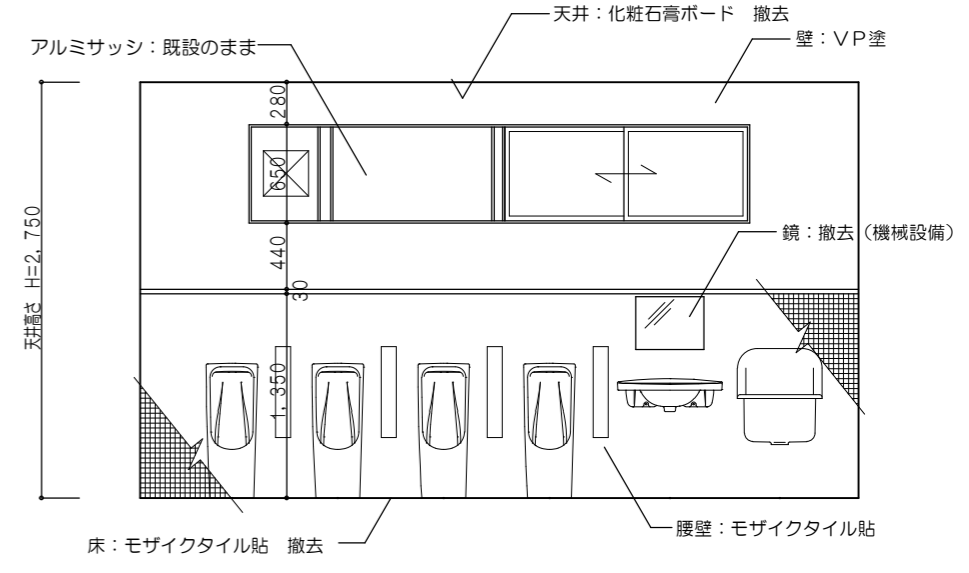 天井：化粧石膏ボード　撤去
アルミサッシ：既設のまま
壁：ＶＰ塗
280
650
440
30
1,350
天井高さ H=2,750
鏡：撤去（機械設備）
腰壁：モザイクタイル貼
床：モザイクタイル貼　撤去